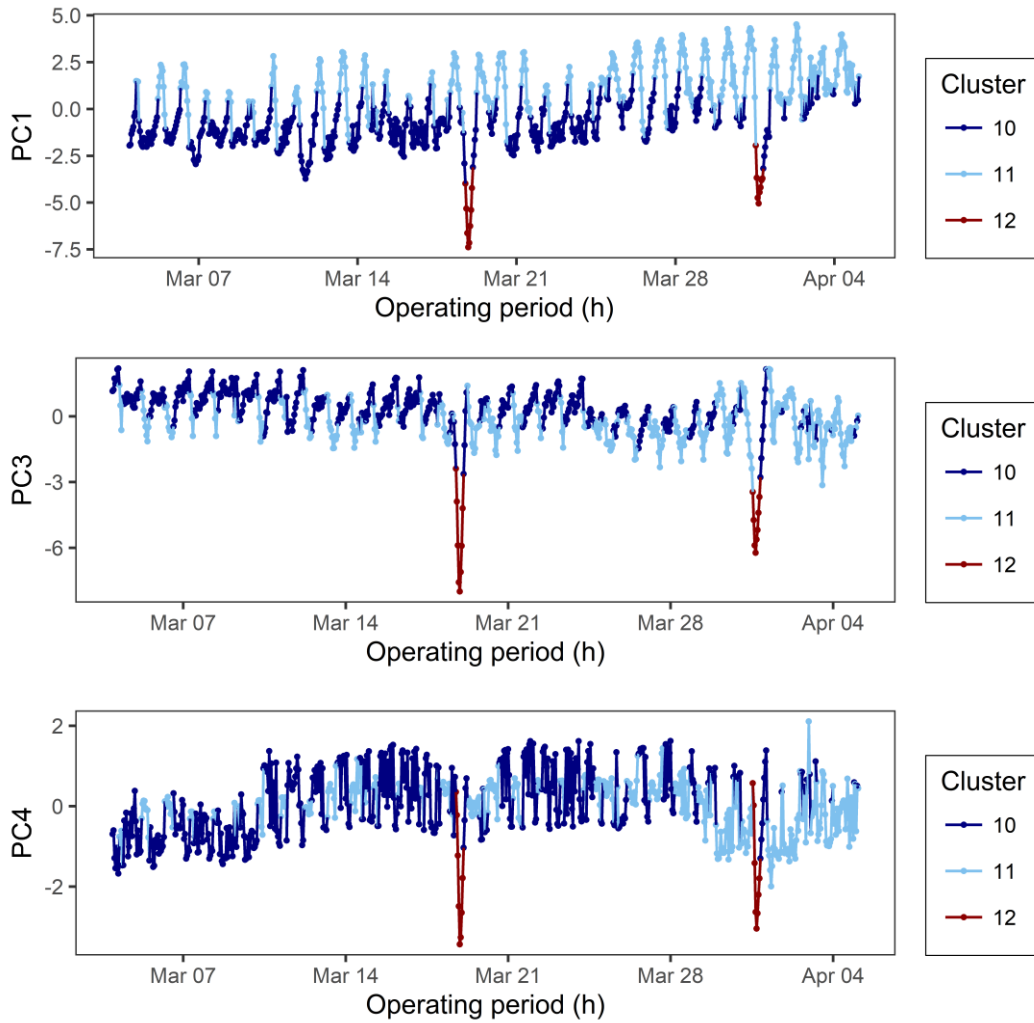 5.0
2.5
0.0
-2.5
-5.0
-7.5
PC1
Mar 07 Mar 14 Mar 21 Mar 28 Apr 04
Operating period (h)
Cluster
10
11
12
0
-3
-6
PC3
Mar 07 Mar 14 Mar 21 Mar 28 Apr 04
Operating period (h)
Cluster
10
11
12
2
0
-2
PC4
Mar 07 Mar 14 Mar 21 Mar 28 Apr 04
Operating period (h)
Cluster
10
11
12